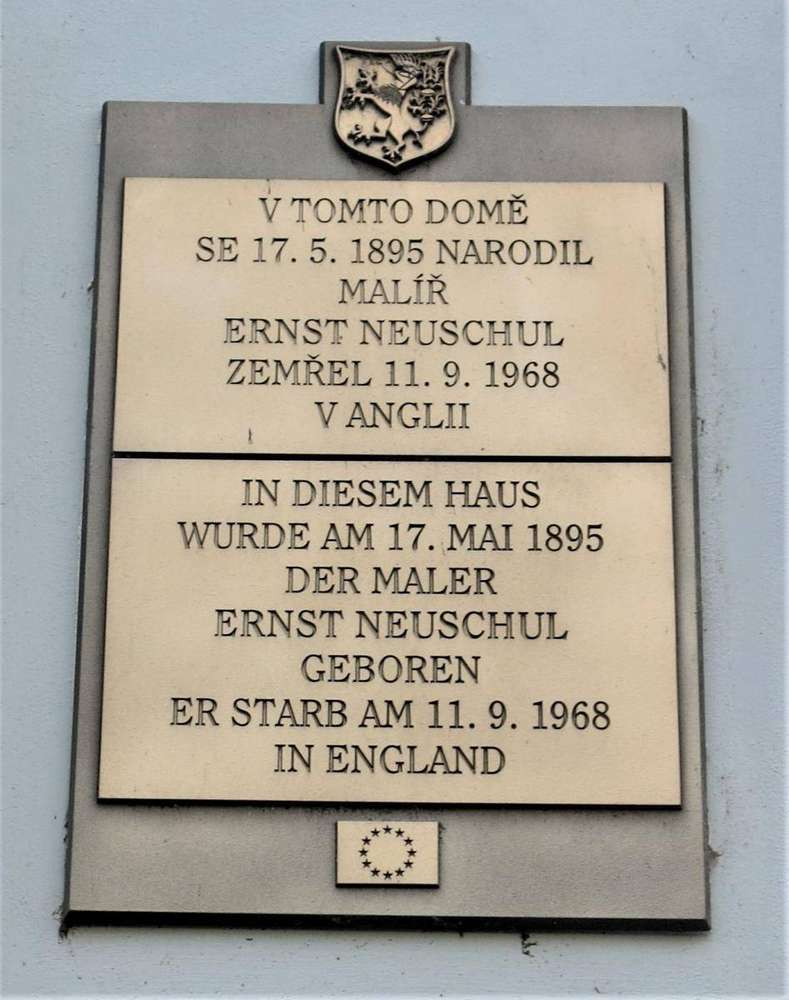 V TOMTO DOMĚ
SE 17. 5. 1895 NARODIL
MALÍŘ
ERNST NEUSCHUL
ZEMŘEL 11. 9. 1968
V ANGLII
IN DIESEM HAUS
WURDE AM 17. MAI 1895
DER MALER
ERNST NEUSCHUL
GEBOREN
ER STARB AM 11. 9. 1968
IN ENGLAND